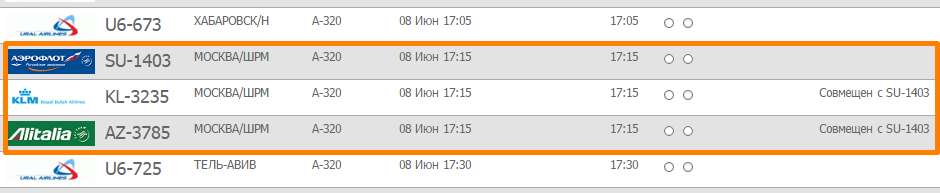 URAL AIRLINES U6-673 ХАБАРОВСК/Н А-320 08 Июн 17:05 17:05
АЭРОФЛОТ Российские авиалинии SU-1403 МОСКВА/ШРМ А-320 08 Июн 17:15 17:15
KLM Royal Dutch Airlines KL-3235 МОСКВА/ШРМ А-320 08 Июн 17:15 17:15 Совмещен с SU-1403
Alitalia AZ-3785 МОСКВА/ШРМ А-320 08 Июн 17:15 17:15 Совмещен с SU-1403
URAL AIRLINES U6-725 ТЕЛЬ-АВИВ А-320 08 Июн 17:30 17:30